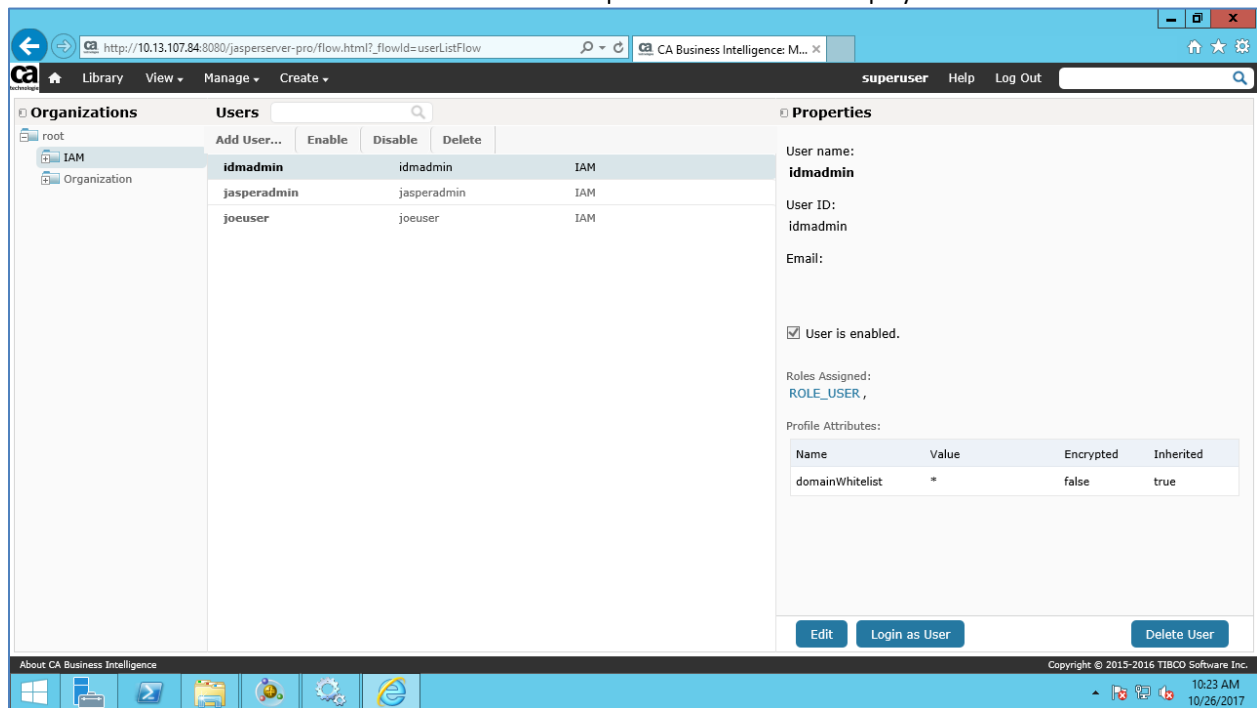 http://10.13.107.84:8080/jasperserver-pro/flow.html?_flowId=userListFlow
CA Business Intelligence: M...
ca
technologies
Library View Manage Create superuser Help Log Out
Organizations
root
IAM
Organization
Users
Add User... Enable Disable Delete
idmadmin idmadmin IAM
jasperadmin jasperadmin IAM
joeuser joeuser IAM
Properties
User name:
idmadmin
User ID:
idmadmin
Email:
User is enabled.
Roles Assigned:
ROLE_USER ,
Profile Attributes:
Name Value Encrypted Inherited
domainWhitelist * false true
Edit Login as User Delete User
About CA Business Intelligence Copyright © 2015-2016 TIBCO Software Inc.
10:23 AM
10/26/2017